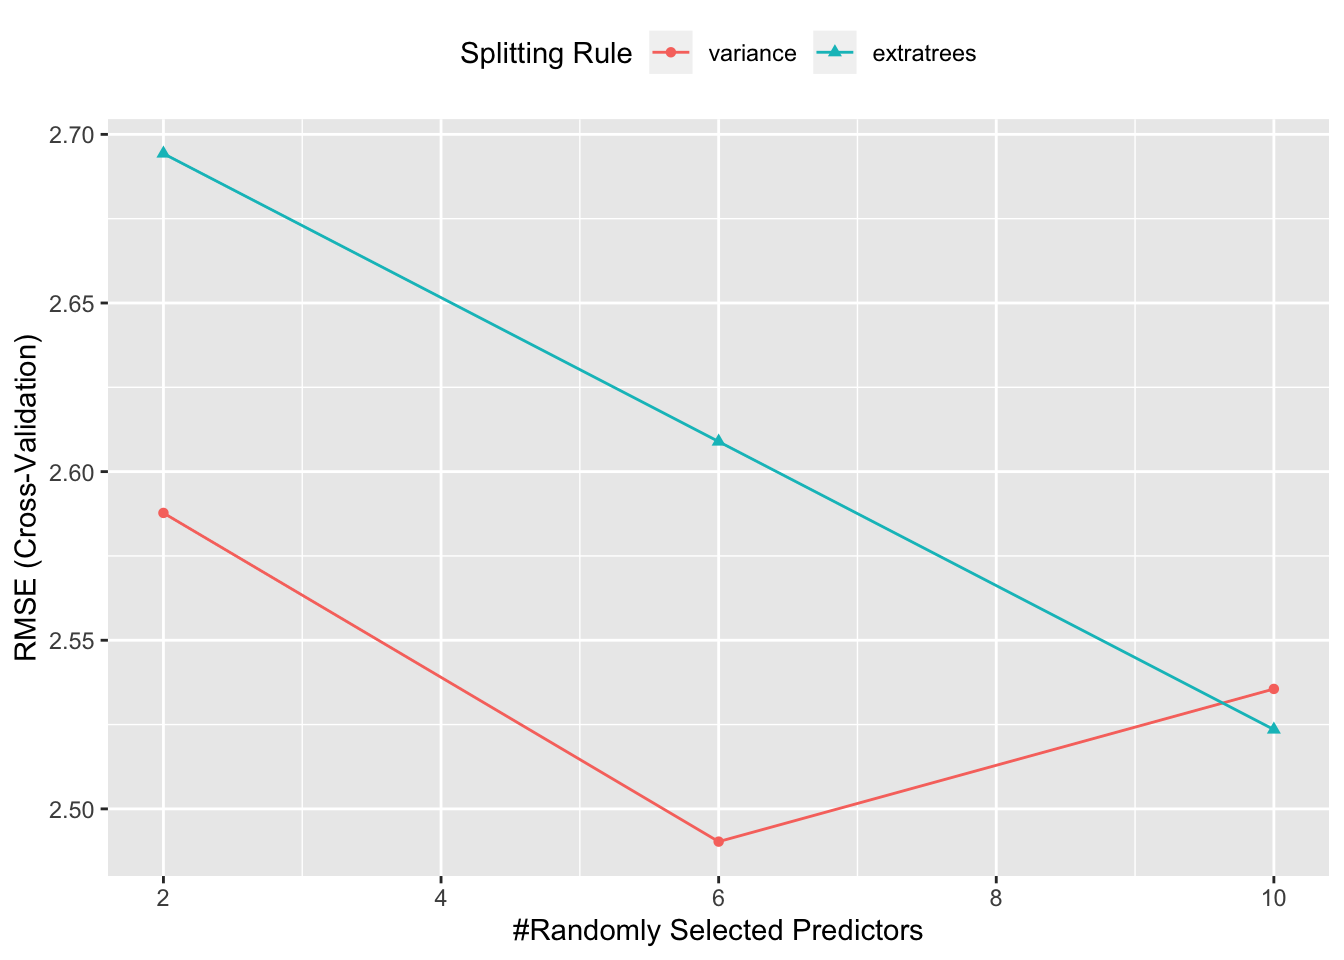 Splitting Rule variance extratrees
RMSE (Cross-Validation)
2.70
2.65
2.60
2.55
2.50
2 4 6 8 10
#Randomly Selected Predictors